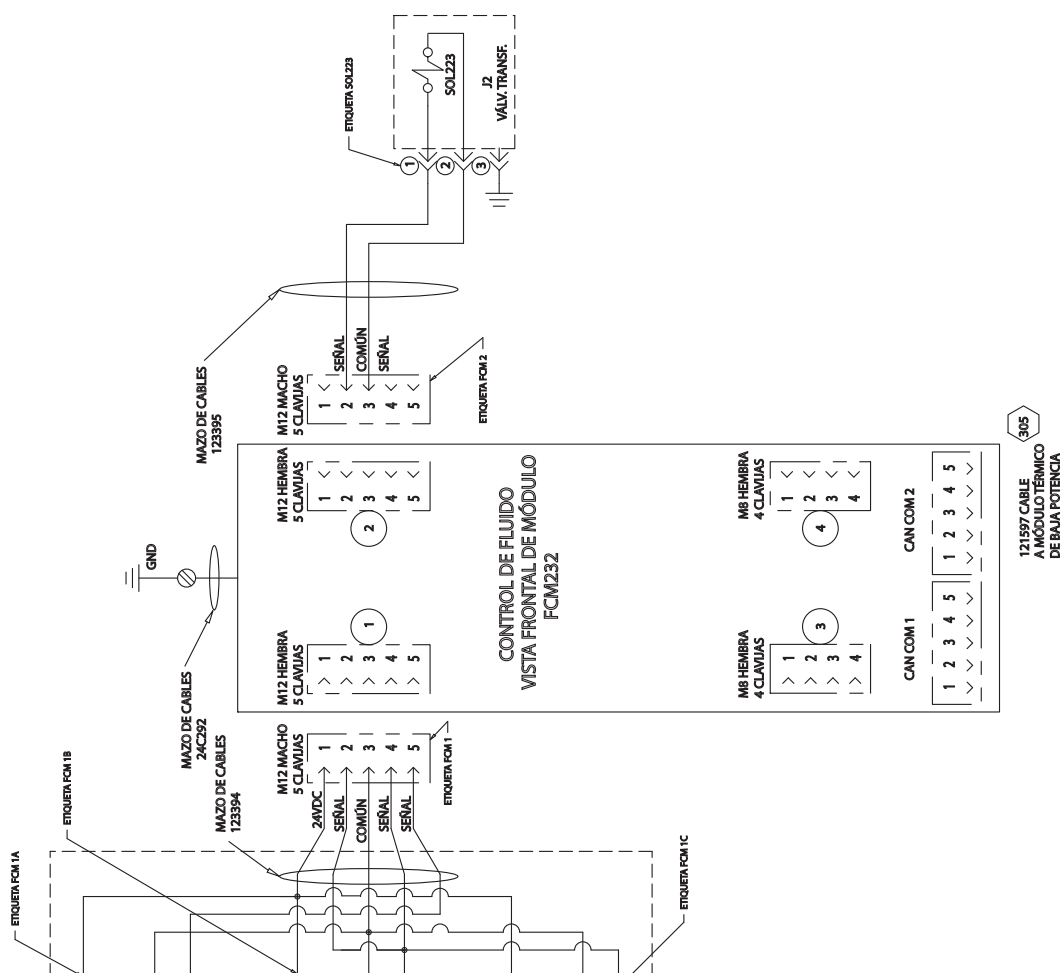 ETIQUETA SOL223
SOL223
J2
VÁLV. TRANSF.
1
2
3
MAZO DE CABLES
123395
M12 MACHO
5 CLAVIJAS
1
2
3
4
5
SEÑAL
COMÚN
SEÑAL
ETIQUETA FCM 2
GND
MAZO DE CABLES
24C292
M12 HEMBRA
5 CLAVIJAS
1
2
3
4
5
2
M12 HEMBRA
5 CLAVIJAS
1
2
3
4
5
1
CONTROL DE FLUIDO
VISTA FRONTAL DE MÓDULO
FCM232
M8 HEMBRA
4 CLAVIJAS
1
2
3
4
4
M8 HEMBRA
4 CLAVIJAS
1
2
3
4
3
CAN COM 2
1 2 3 4 5
CAN COM 1
1 2 3 4 5
305
121597 CABLE
A MÓDULO TÉRMICO
DE BAJA POTENCIA
MAZO DE CABLES
123394
M12 MACHO
5 CLAVIJAS
1
2
3
4
5
24VDC
SEÑAL
COMÚN
SEÑAL
SEÑAL
ETIQUETA FCM 1
ETIQUETA FCM 1B
ETIQUETA FCM 1A
ETIQUETA FCM 1C